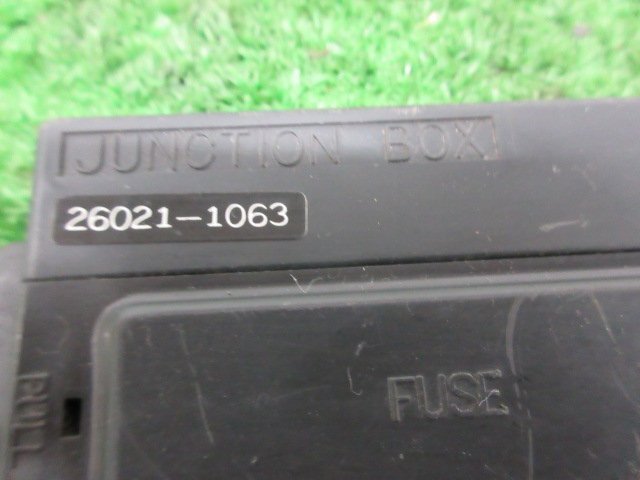 JUNCTION BOX
26021-1063
FUSE
PULL